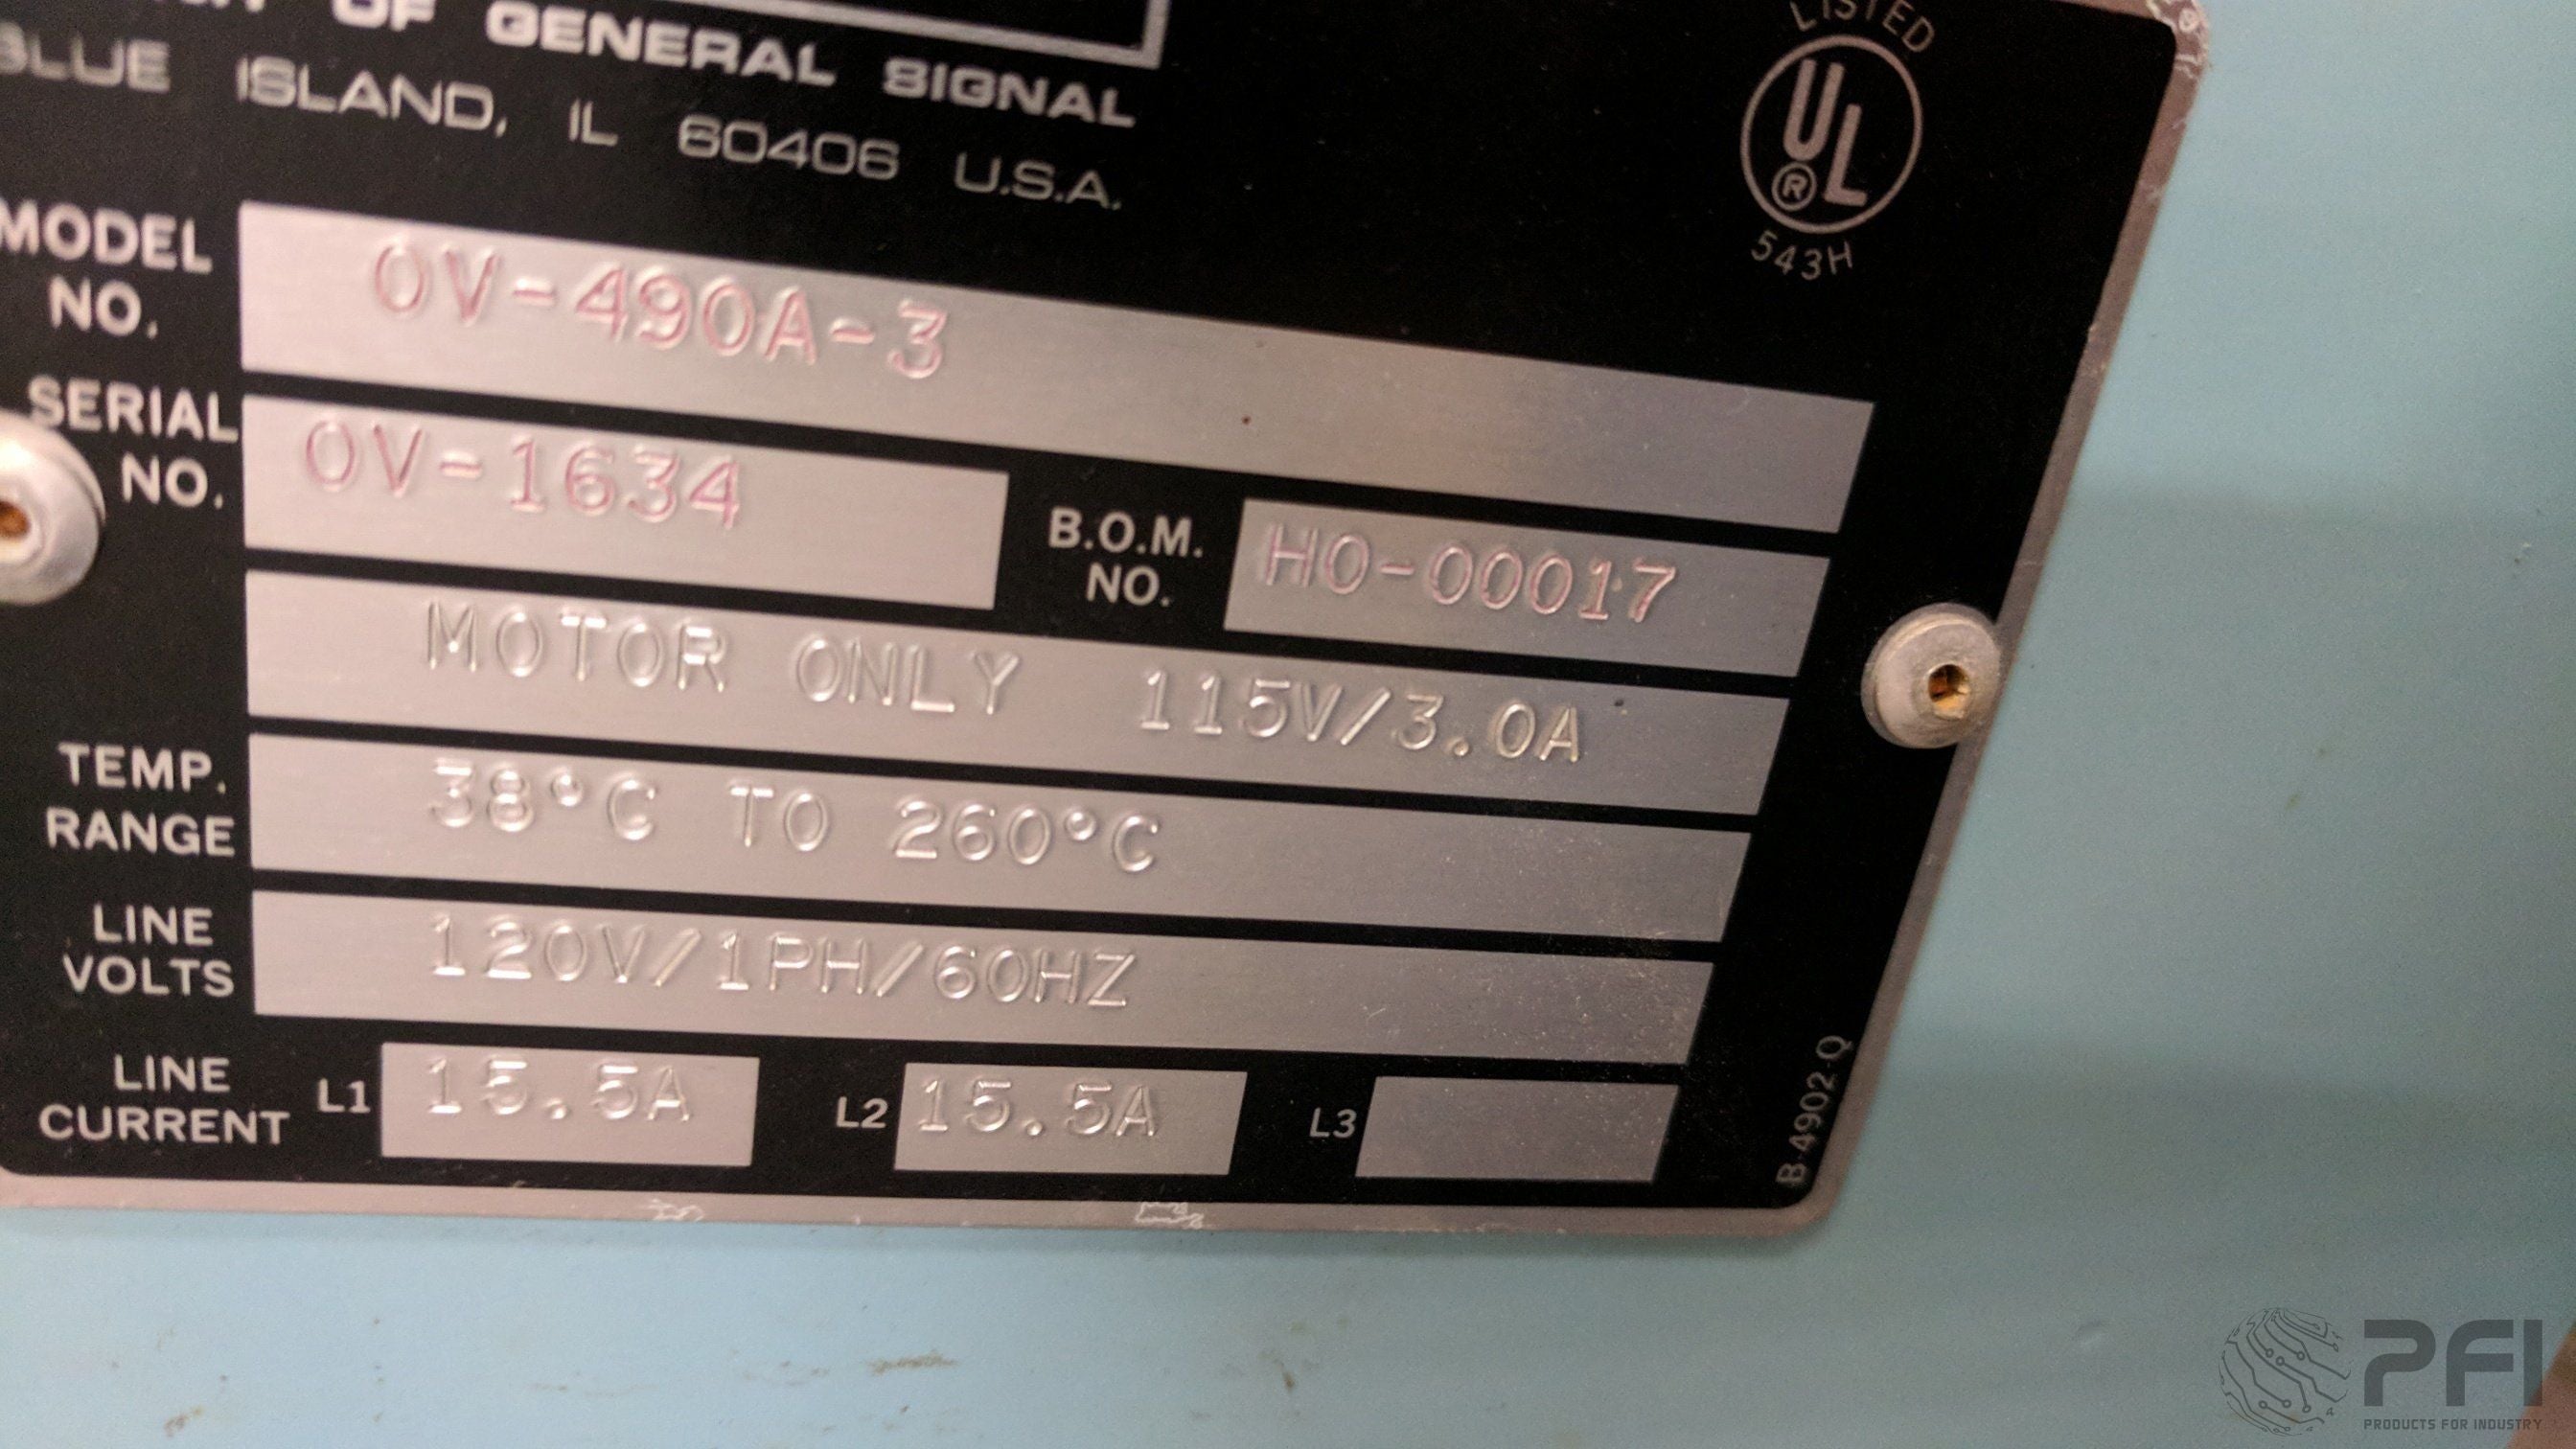 OF GENERAL SIGNAL
BLUE ISLAND, IL 60406 U.S.A.
LISTED
UL
®
543H
MODEL NO. OV-490A-3
SERIAL NO. OV-1634
B.O.M. NO. HO-00017
MOTOR ONLY 115V/3.0A
TEMP. RANGE 38°C TO 260°C
LINE VOLTS 120V/1PH/60HZ
LINE CURRENT L1 15.5A L2 15.5A L3
B-4902-Q
PFI
PRODUCTS FOR INDUSTRY